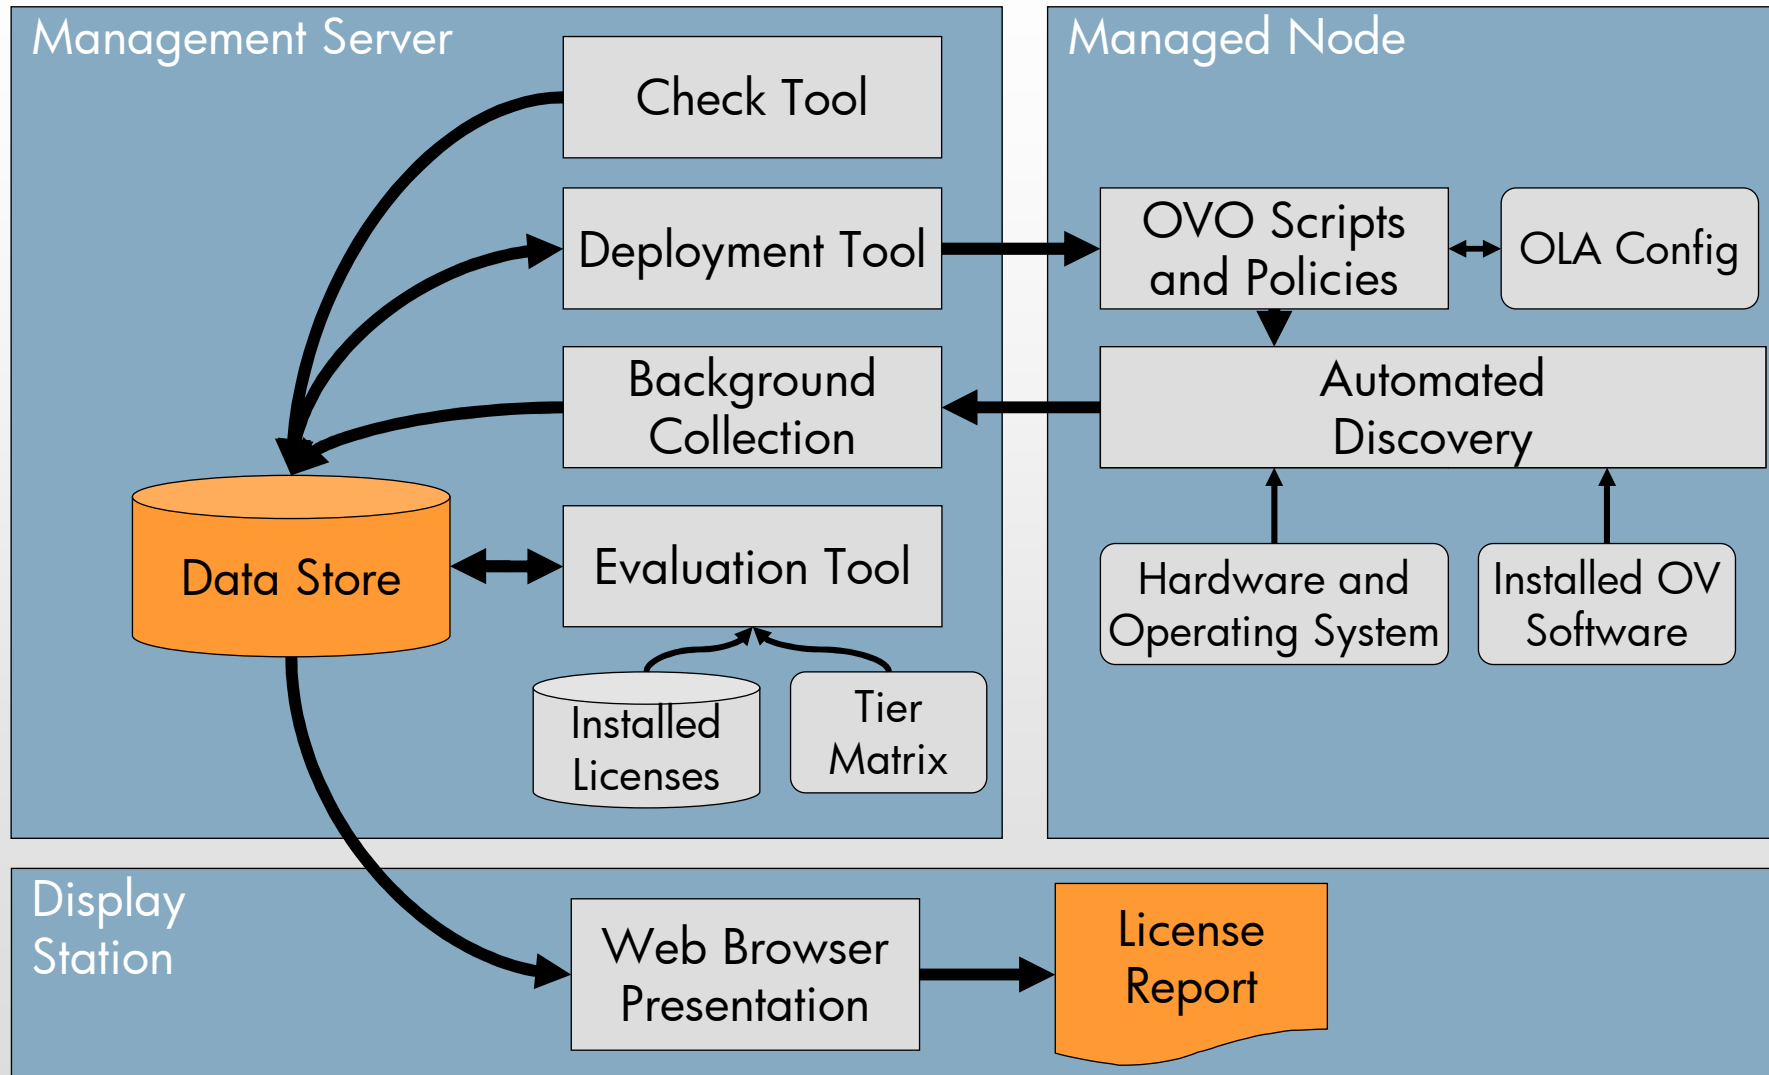 Management Server
Check Tool
Deployment Tool
Background
Collection
Evaluation Tool
Data Store
Installed
Licenses
Tier
Matrix
Managed Node
OVO Scripts
and Policies
OLA Config
Automated
Discovery
Hardware and
Operating System
Installed OV
Software
Display
Station
Web Browser
Presentation
License
Report